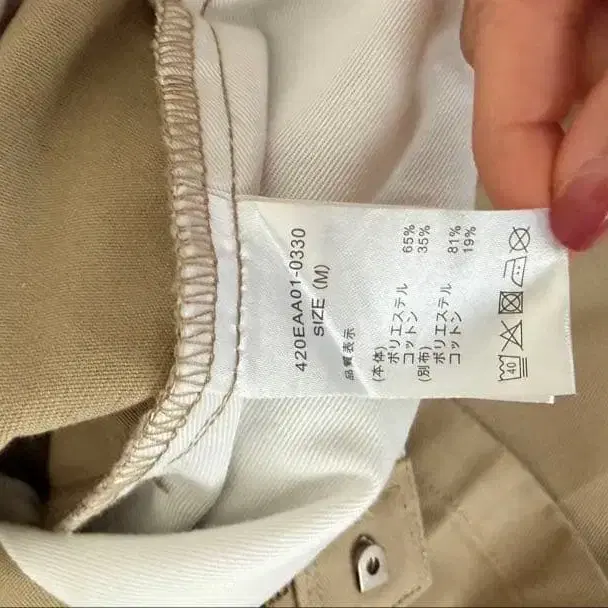 420EAA01-0330
SIZE (M)
品質表示
(本体)
ポリエステル 65%
コットン 35%
(別布)
ポリエステル 81%
コットン 19%
40